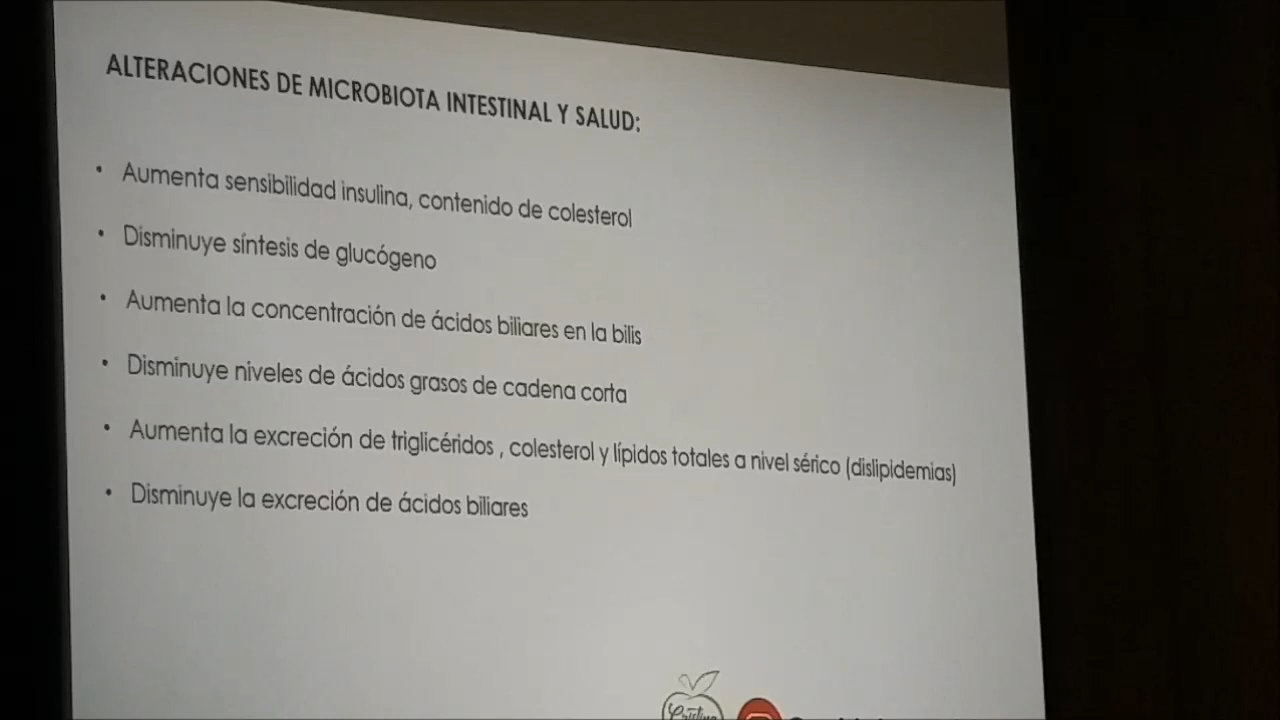 ALTERACIONES DE MICROBIOTA INTESTINAL Y SALUD:
• Aumenta sensibilidad insulina, contenido de colesterol
• Disminuye síntesis de glucógeno
• Aumenta la concentración de ácidos biliares en la bilis
• Disminuye niveles de ácidos grasos de cadena corta
• Aumenta la excreción de triglicéridos , colesterol y lípidos totales a nivel sérico (dislipidemias)
• Disminuye la excreción de ácidos biliares